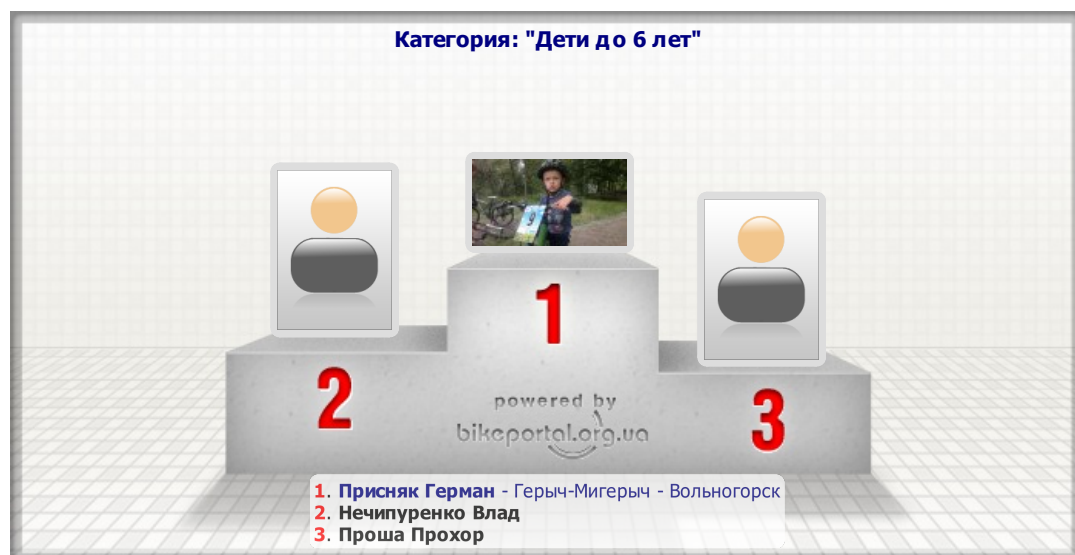 Категория: "Дети до 6 лет"
1
2
3
powered by
bikeportal.org.ua
9
1. Присняк Герман - Герыч-Мигерыч - Вольногорск
2. Нечипуренко Влад
3. Проша Прохор